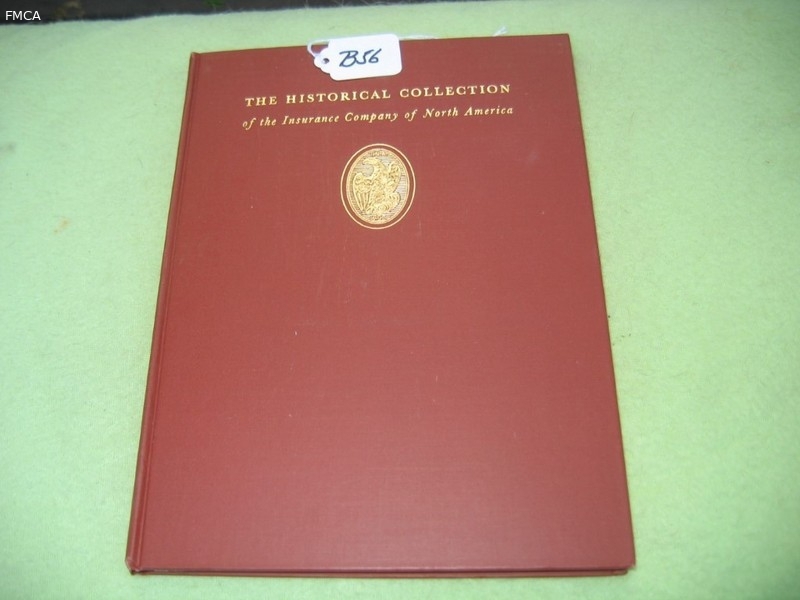 FMCA
B56
THE HISTORICAL COLLECTION
of the Insurance Company of North America